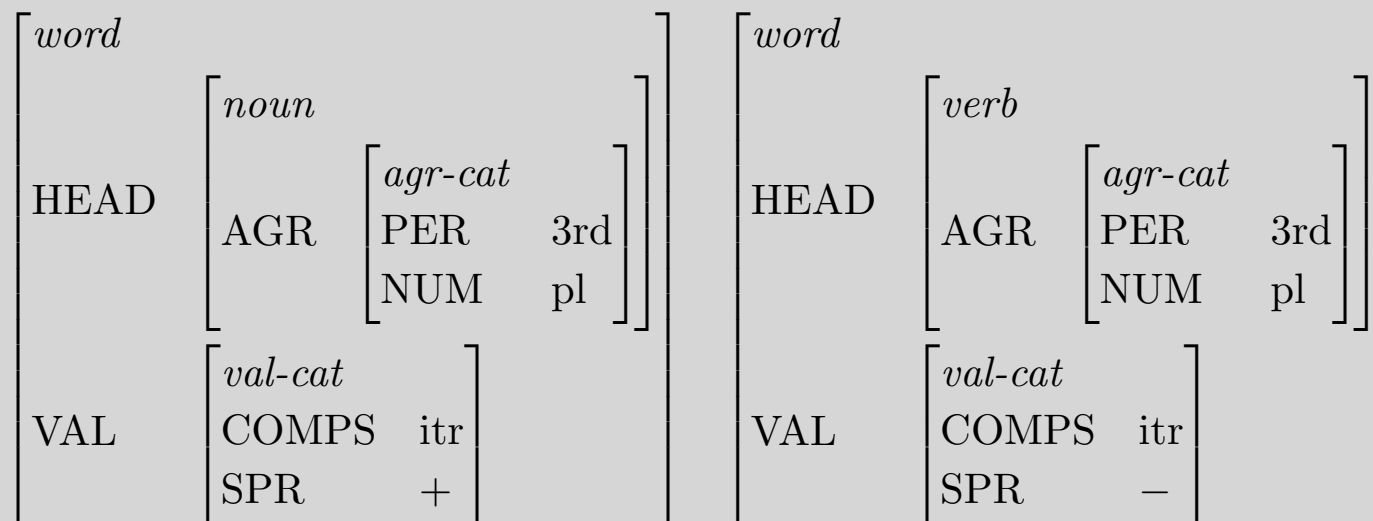 word word
noun verb
agr-cat agr-cat
HEAD HEAD
AGR PER 3rd AGR PER 3rd
NUM pl NUM pl
val-cat val-cat
VAL COMPS itr VAL COMPS itr
SPR + SPR −